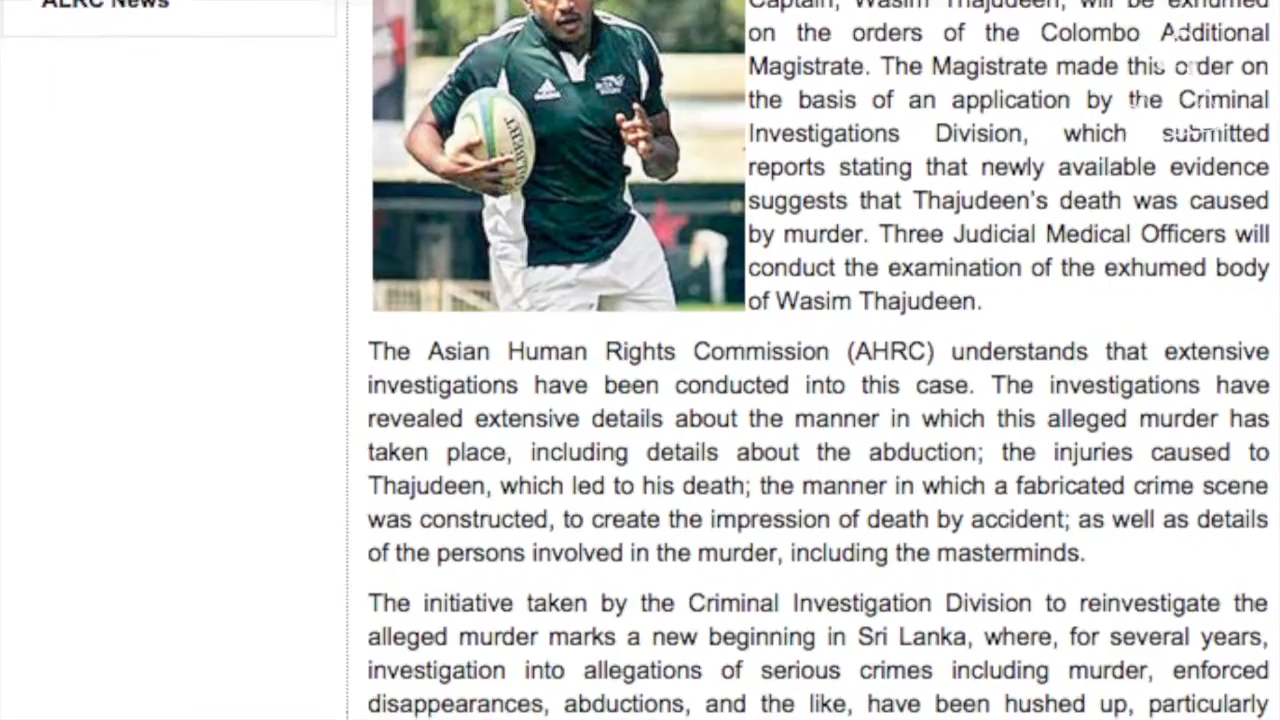 ALRC News
Captain, Wasim Thajudeen, will be exhumed
on the orders of the Colombo Additional
Magistrate. The Magistrate made this order on
the basis of an application by the Criminal
Investigations Division, which submitted
reports stating that newly available evidence
suggests that Thajudeen's death was caused
by murder. Three Judicial Medical Officers will
conduct the examination of the exhumed body
of Wasim Thajudeen.
The Asian Human Rights Commission (AHRC) understands that extensive
investigations have been conducted into this case. The investigations have
revealed extensive details about the manner in which this alleged murder has
taken place, including details about the abduction; the injuries caused to
Thajudeen, which led to his death; the manner in which a fabricated crime scene
was constructed, to create the impression of death by accident; as well as details
of the persons involved in the murder, including the masterminds.
The initiative taken by the Criminal Investigation Division to reinvestigate the
alleged murder marks a new beginning in Sri Lanka, where, for several years,
investigation into allegations of serious crimes including murder, enforced
disappearances, abductions, and the like, have been hushed up, particularly